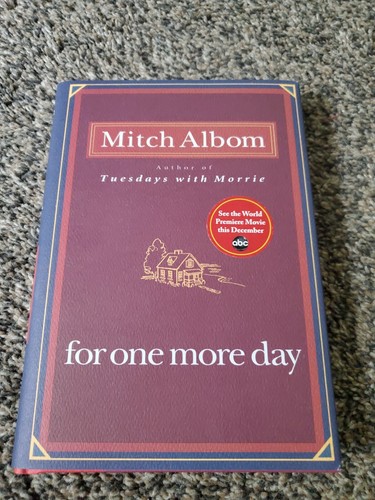 Mitch Albom
Author of
Tuesdays with Morrie
See the World
Premiere Movie
this December
abc
for one more day